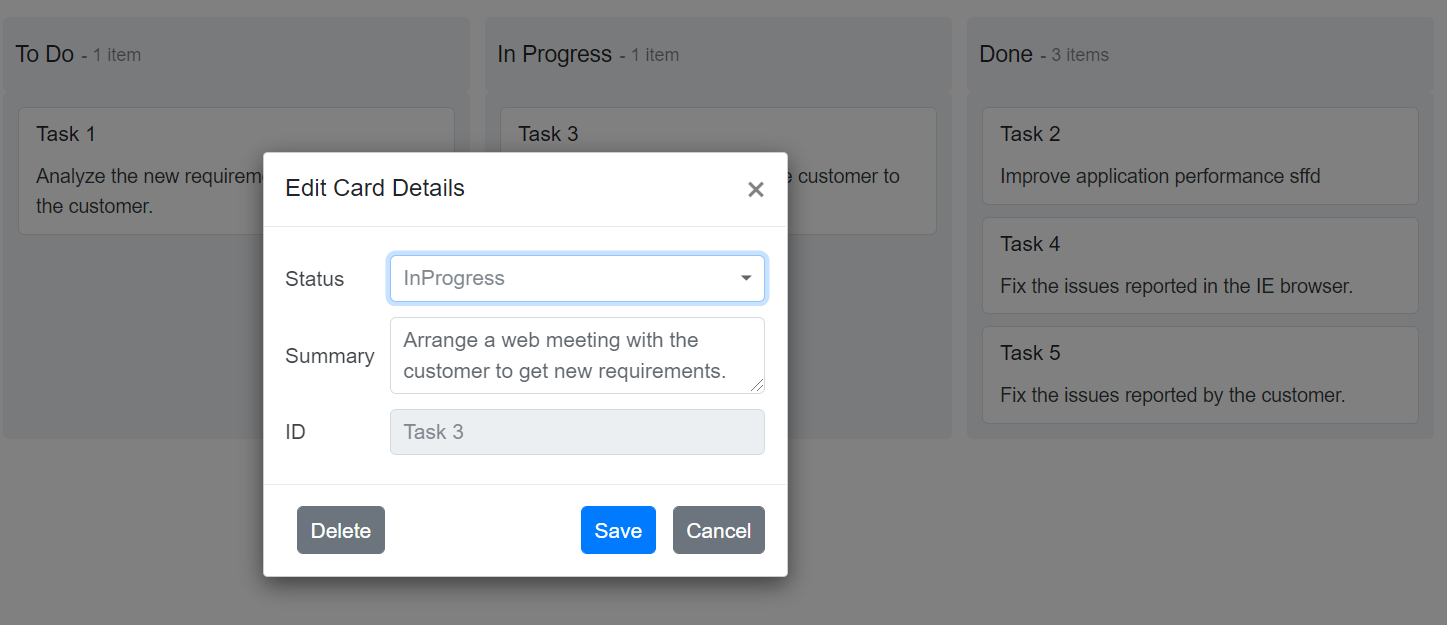 To Do - 1 item
In Progress - 1 item
Done - 3 items
Task 1
Analyze the new
the customer.
Task 3
customer to
Task 2
Improve application performance sffd
Task 4
Fix the issues reported in the IE browser.
Task 5
Fix the issues reported by the customer.
Edit Card Details
×
Status
InProgress
Summary
Arrange a web meeting with the
customer to get new requirements.
ID
Task 3
Delete
Save
Cancel